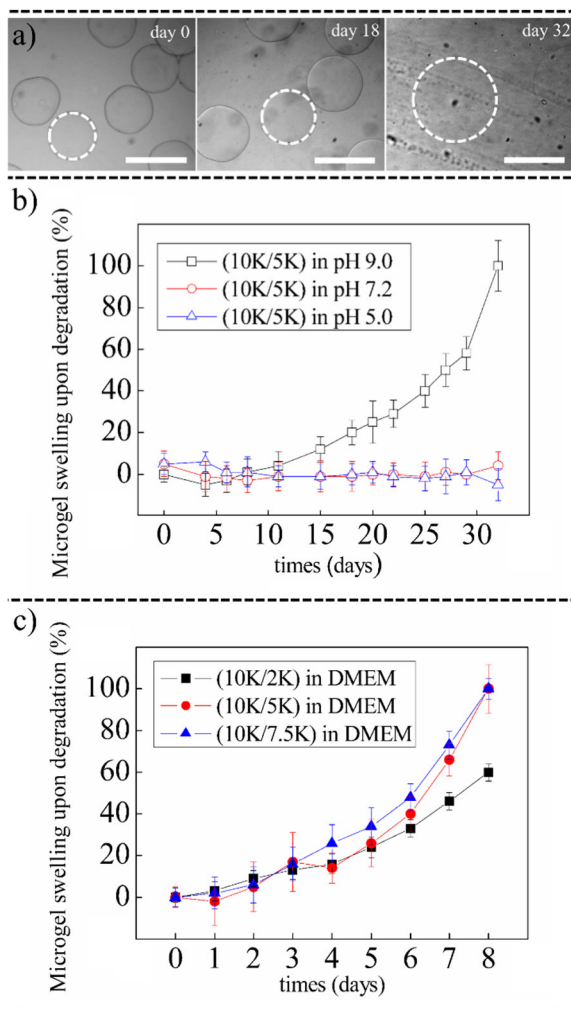 a)
day 0
day 18
day 32
b)
Microgel swelling upon degradation (%)
100
80
60
40
20
0
(10K/5K) in pH 9.0
(10K/5K) in pH 7.2
(10K/5K) in pH 5.0
0 5 10 15 20 25 30
times (days)
c)
Microgel swelling upon degradation (%)
100
80
60
40
20
0
(10K/2K) in DMEM
(10K/5K) in DMEM
(10K/7.5K) in DMEM
0 1 2 3 4 5 6 7 8
times (days)